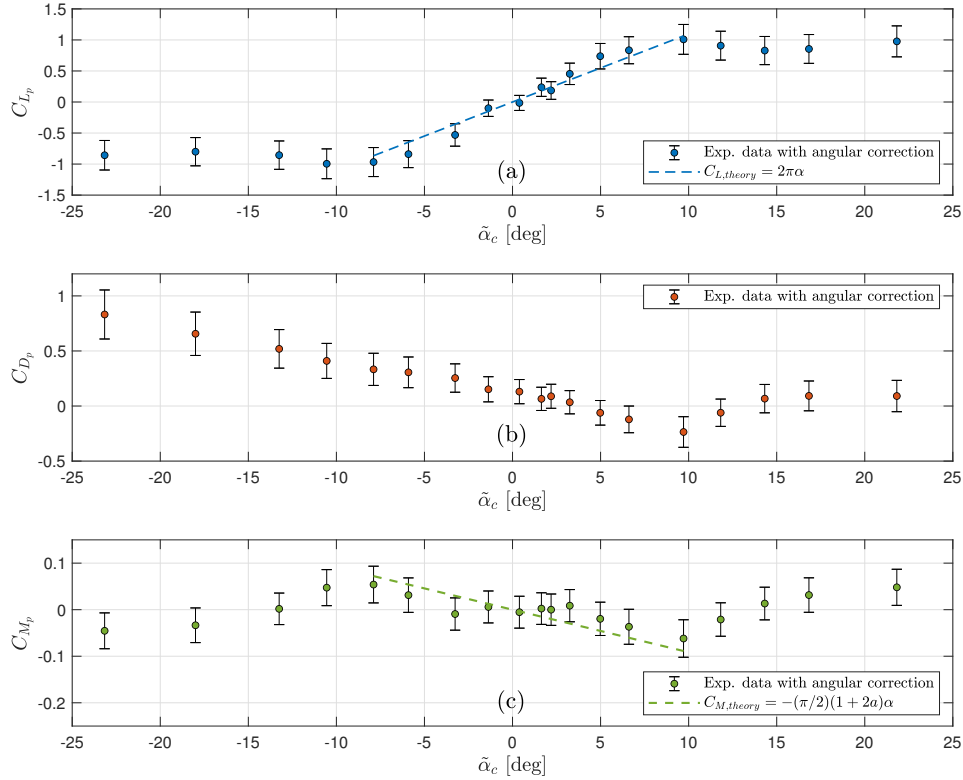 1.5
1
0.5
0
-0.5
-1
-1.5
C_{L_p}
(a)
Exp. data with angular correction
C_{L,theory} = 2πα
-25 -20 -15 -10 -5 0 5 10 15 20 25
α̃_c [deg]
1
0.5
0
-0.5
C_{D_p}
(b)
Exp. data with angular correction
-25 -20 -15 -10 -5 0 5 10 15 20 25
α̃_c [deg]
0.1
0
-0.1
-0.2
C_{M_p}
(c)
Exp. data with angular correction
C_{M,theory} = −(π/2)(1 + 2a)α
-25 -20 -15 -10 -5 0 5 10 15 20 25
α̃_c [deg]